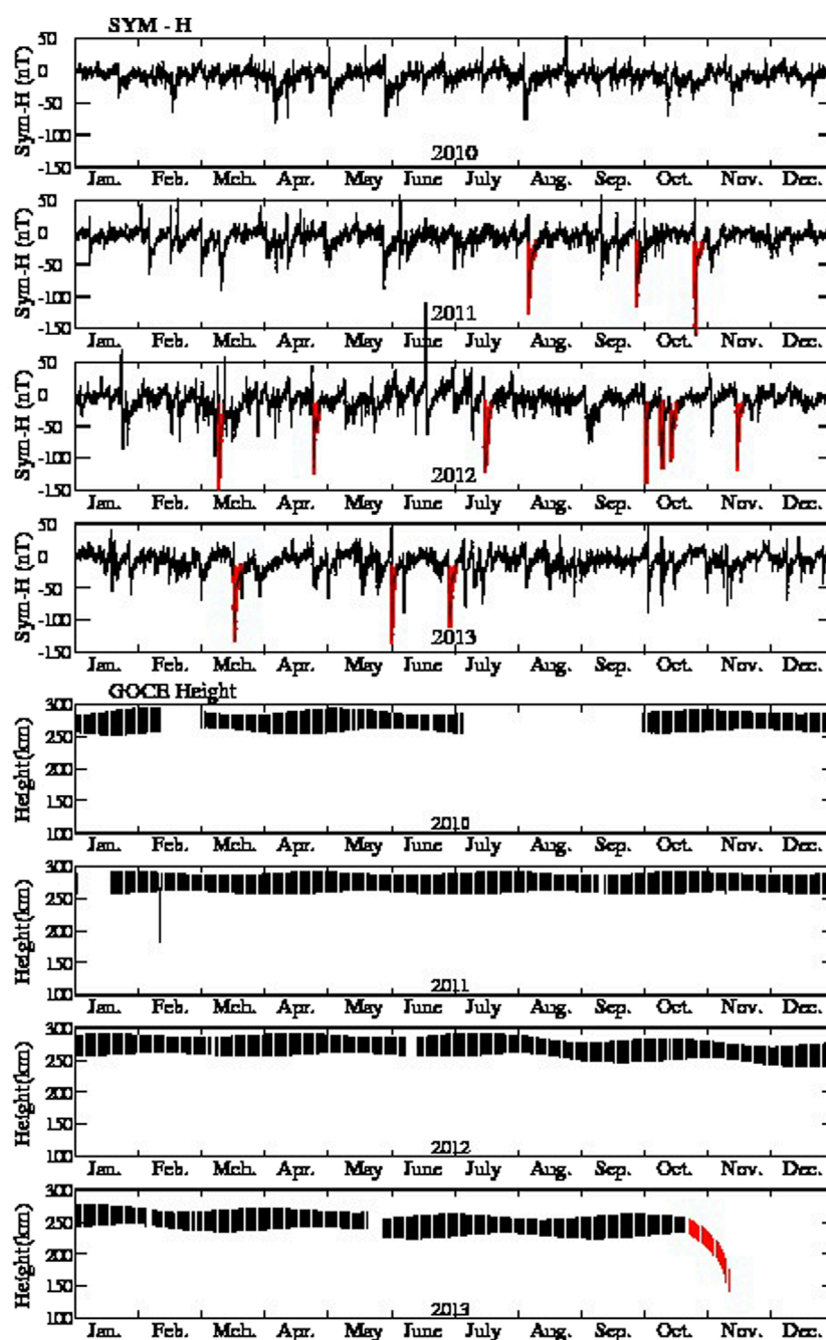 SYM - H
50
0
-50
-100
-150
Sym-H (nT)
2010
Jan. Feb. Mch. Apr. May June July Aug. Sep. Oct. Nov. Dec.
50
0
-50
-100
-150
Sym-H (nT)
2011
Jan. Feb. Mch. Apr. May June July Aug. Sep. Oct. Nov. Dec.
50
0
-50
-100
-150
Sym-H (nT)
2012
Jan. Feb. Mch. Apr. May June July Aug. Sep. Oct. Nov. Dec.
50
0
-50
-100
-150
Sym-H (nT)
2013
Jan. Feb. Mch. Apr. May June July Aug. Sep. Oct. Nov. Dec.
GOCE Height
300
250
200
150
100
Height(km)
2010
Jan. Feb. Mch. Apr. May June July Aug. Sep. Oct. Nov. Dec.
300
250
200
150
100
Height(km)
2011
Jan. Feb. Mch. Apr. May June July Aug. Sep. Oct. Nov. Dec.
300
250
200
150
100
Height(km)
2012
Jan. Feb. Mch. Apr. May June July Aug. Sep. Oct. Nov. Dec.
300
250
200
150
100
Height(km)
2013
Jan. Feb. Mch. Apr. May June July Aug. Sep. Oct. Nov. Dec.